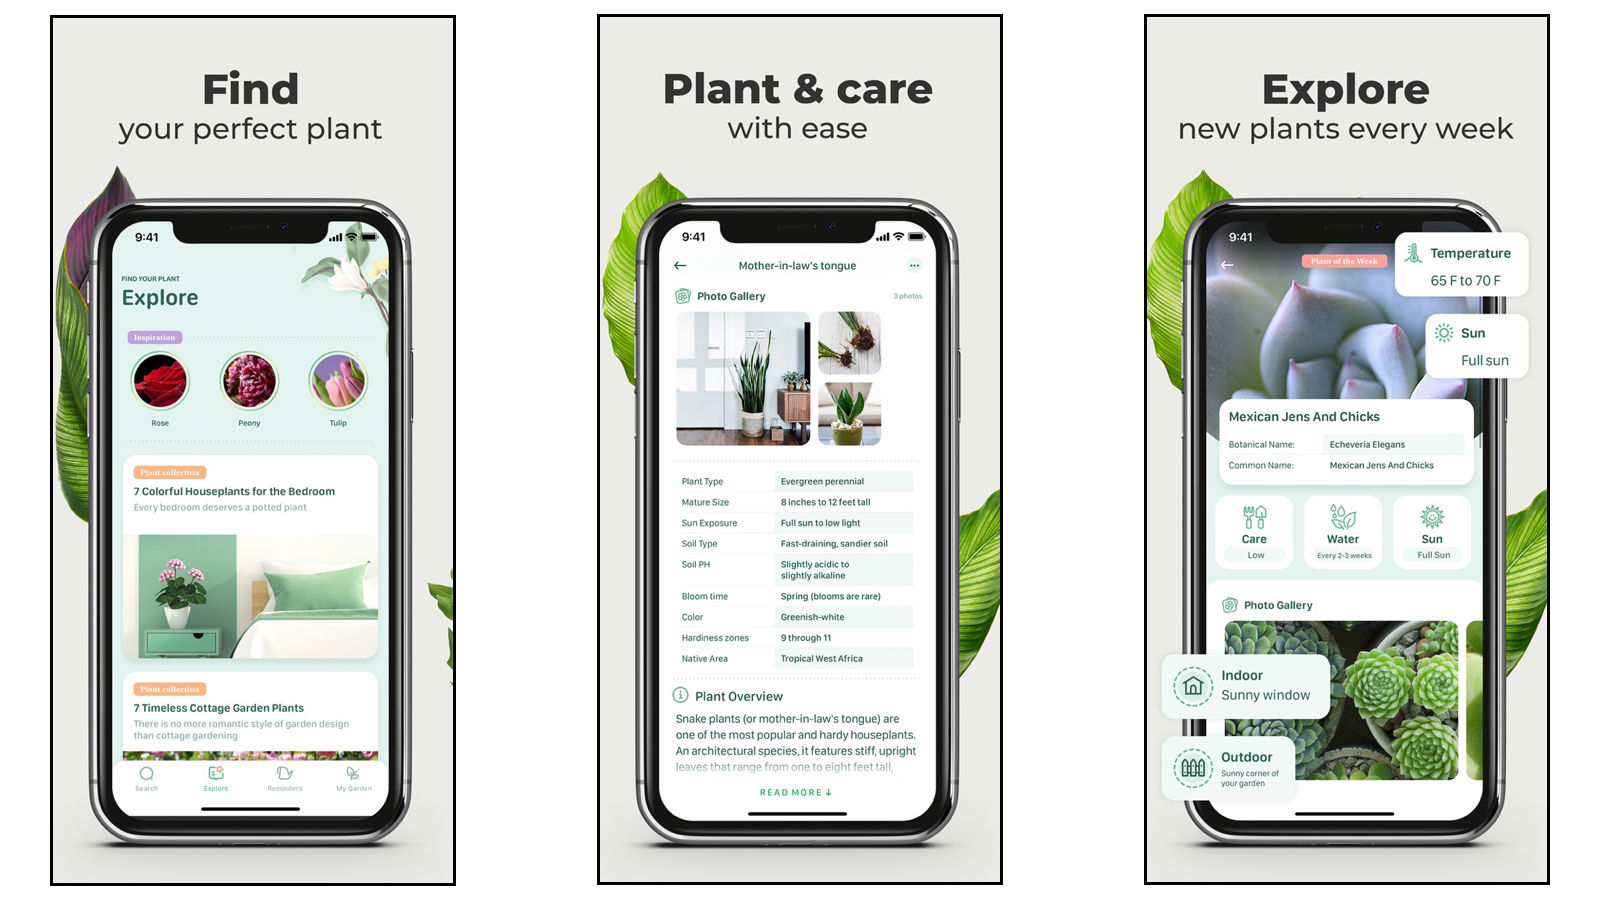 Find
your perfect plant
9:41
FIND YOUR PLANT
Explore
Inspiration
Rose
Peony
Tulip
Plant collection
7 Colorful Houseplants for the Bedroom
Every bedroom deserves a potted plant
Plant collection
7 Timeless Cottage Garden Plants
There is no more romantic style of garden design
than cottage gardening
Search
Explore
Reminders
My Garden
Plant & care
with ease
9:41
Mother-in-law's tongue
Photo Gallery
3 photos
Plant Type
Evergreen perennial
Mature Size
8 inches to 12 feet tall
Sun Exposure
Full sun to low light
Soil Type
Fast-draining, sandier soil
Soil PH
Slightly acidic to
slightly alkaline
Bloom time
Spring (blooms are rare)
Color
Greenish-white
Hardiness zones
9 through 11
Native Area
Tropical West Africa
Plant Overview
Snake plants (or mother-in-law's tongue) are
one of the most popular and hardy houseplants.
An architectural species, it features stiff, upright
leaves that range from one to eight feet tall,
READ MORE
Explore
new plants every week
9:41
Plant of the Week
Temperature
65 F to 70 F
Sun
Full sun
Mexican Jens And Chicks
Botanical Name:
Echeveria Elegans
Common Name:
Mexican Jens And Chicks
Care
Low
Water
Every 2-3 weeks
Sun
Full Sun
Photo Gallery
Indoor
Sunny window
Outdoor
Sunny corner of
your garden